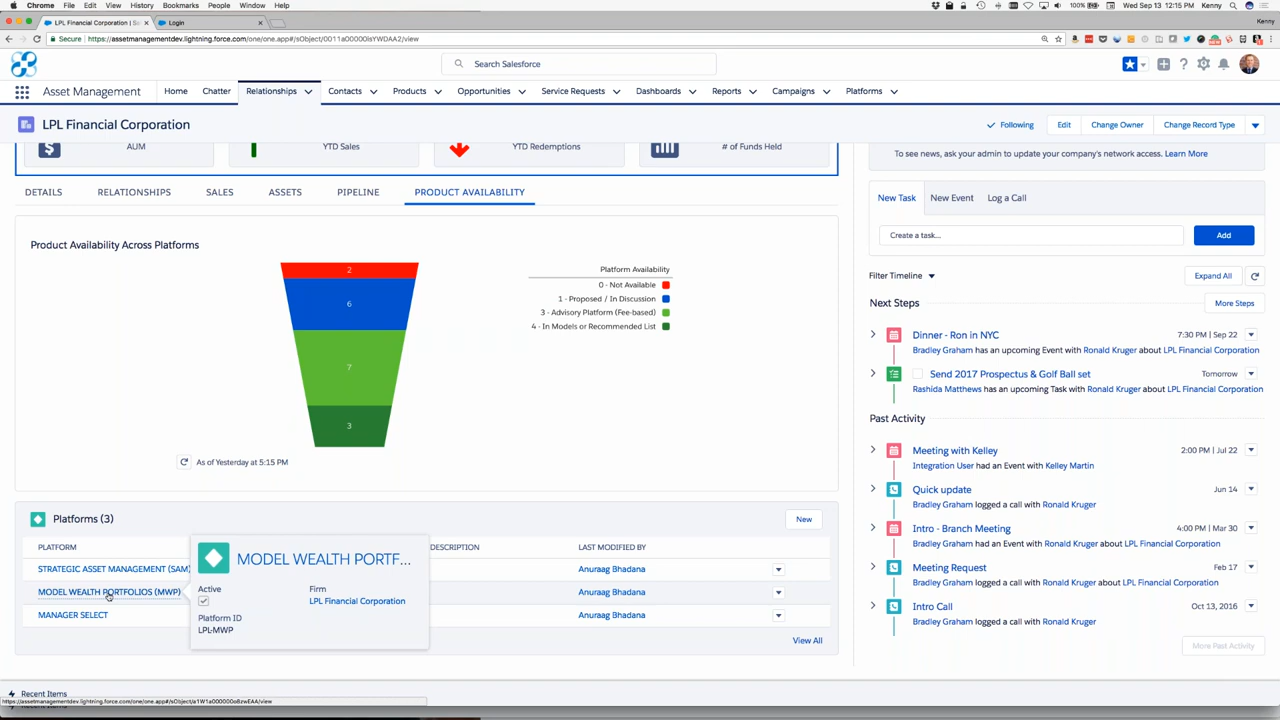 Chrome File Edit View History Bookmarks People Window Help 100% Wed Sep 13 12:15 PM Kenny
LPL Financial Corporation | S Login Kenny
Secure https://assetmanagementdev.lightning.force.com/one/one.app#/sObject/0011a00000IsYWDAA2/view
Search Salesforce
Asset Management Home Chatter Relationships Contacts Products Opportunities Service Requests Dashboards Reports Campaigns Platforms
LPL Financial Corporation Following Edit Change Owner Change Record Type
AUM YTD Sales YTD Redemptions # of Funds Held
To see news, ask your admin to update your company's network access. Learn More
DETAILS RELATIONSHIPS SALES ASSETS PIPELINE PRODUCT AVAILABILITY
New Task New Event Log a Call
Create a task... Add
Product Availability Across Platforms
2
6
7
3
Platform Availability
0 - Not Available
1 - Proposed / In Discussion
3 - Advisory Platform (Fee-based)
4 - In Models or Recommended List
As of Yesterday at 5:15 PM
Filter Timeline Expand All
Next Steps More Steps
Dinner - Ron in NYC 7:30 PM | Sep 22
Bradley Graham has an upcoming Event with Ronald Kruger about LPL Financial Corporation
Send 2017 Prospectus & Golf Ball set Tomorrow
Rashida Matthews has an upcoming Task with Ronald Kruger about LPL Financial Corporation
Past Activity
Meeting with Kelley 2:00 PM | Jul 22
Integration User had an Event with Kelley Martin
Quick update Jun 14
Bradley Graham logged a call with Ronald Kruger
Intro - Branch Meeting 4:00 PM | Mar 30
Bradley Graham had an Event with Ronald Kruger about LPL Financial Corporation
Meeting Request Feb 17
Bradley Graham logged a call with Ronald Kruger about LPL Financial Corporation
Intro Call Oct 13, 2016
Bradley Graham logged a call with Ronald Kruger about LPL Financial Corporation
More Past Activity
Platforms (3) New
PLATFORM DESCRIPTION LAST MODIFIED BY
STRATEGIC ASSET MANAGEMENT (SAM) Anuraag Bhadana
MODEL WEALTH PORTFOLIOS (MWP) Anuraag Bhadana
MANAGER SELECT Anuraag Bhadana
View All
MODEL WEALTH PORTF...
Active Firm
LPL Financial Corporation
Platform ID
LPL-MWP
Recent Items